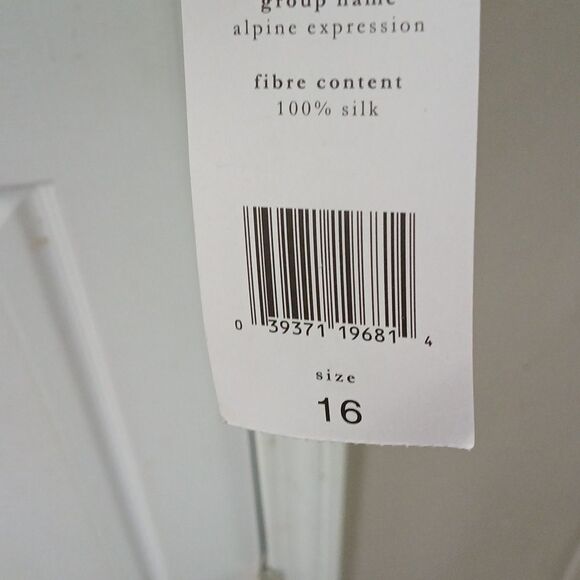 group name
alpine expression
fibre content
100% silk
0 39371 19681 4
size
16